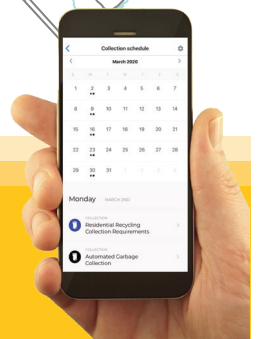 Collection schedule
March 2020
S M T W T F S
1 2 3 4 5 6 7
8 9 10 11 12 13 14
15 16 17 18 19 20 21
22 23 24 25 26 27 28
29 30 31 1 2 3 4
Monday MARCH 2ND
COLLECTION
Residential Recycling
Collection Requirements
COLLECTION
Automated Garbage
Collection